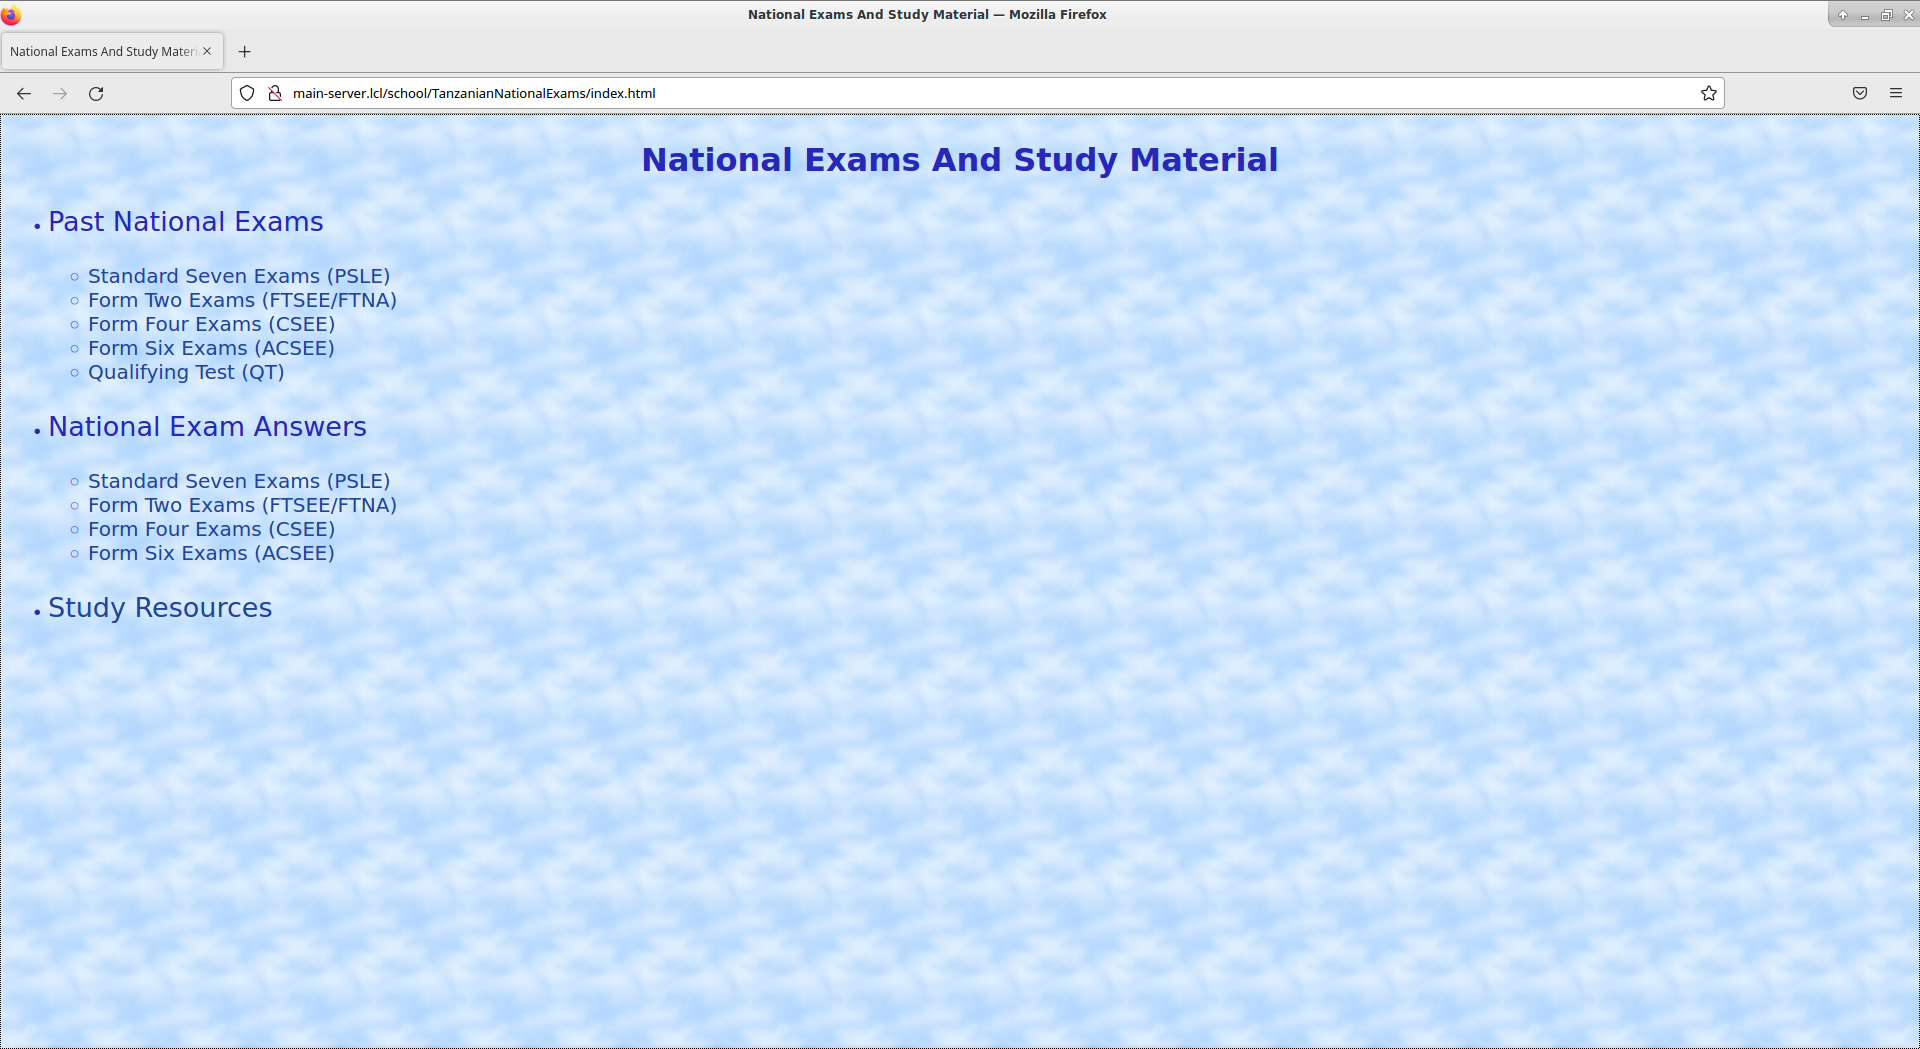 National Exams And Study Material — Mozilla Firefox
National Exams And Study Materi
main-server.lcl/school/TanzanianNationalExams/index.html
National Exams And Study Material
Past National Exams
Standard Seven Exams (PSLE)
Form Two Exams (FTSEE/FTNA)
Form Four Exams (CSEE)
Form Six Exams (ACSEE)
Qualifying Test (QT)
National Exam Answers
Standard Seven Exams (PSLE)
Form Two Exams (FTSEE/FTNA)
Form Four Exams (CSEE)
Form Six Exams (ACSEE)
Study Resources